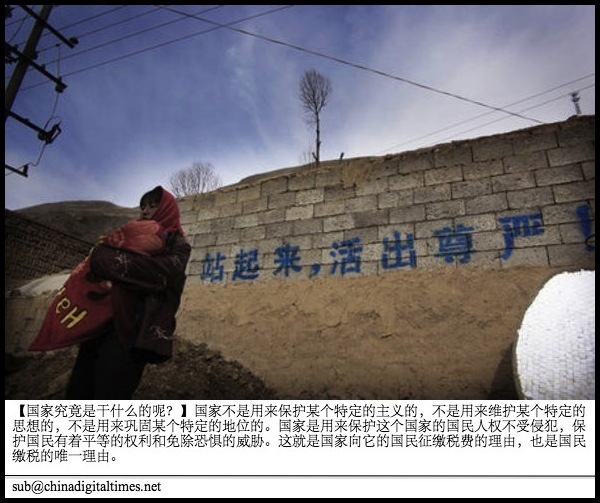 站起来，活出尊严！
Ha
【国家究竟是干什么的呢？】国家不是用来保护某个特定的主义的，不是用来维护某个特定的
思想的，不是用来巩固某个特定的地位的。国家是用来保护这个国家的国民人权不受侵犯，保
护国民有着平等的权利和免除恐惧的威胁。这就是国家向它的国民征缴税费的理由，也是国民
缴税的唯一理由。
sub@chinadigitaltimes.net